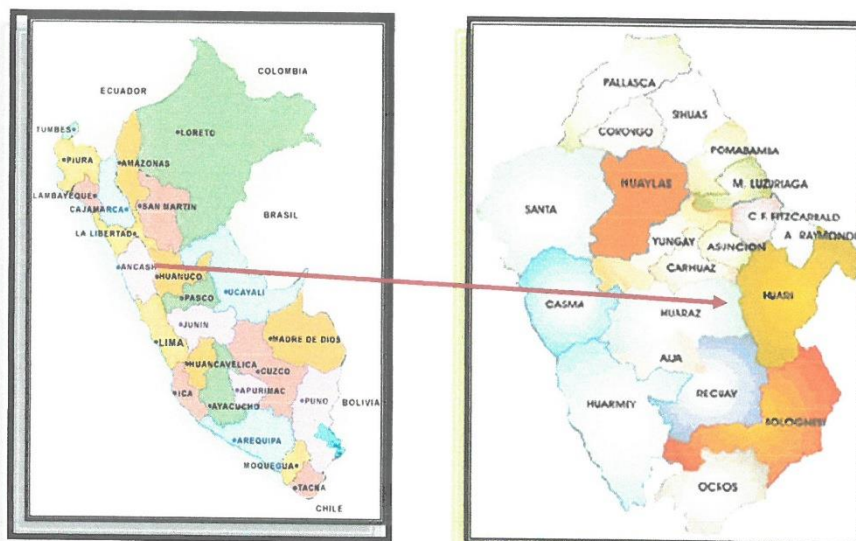 COLOMBIA
ECUADOR
TUMBES
LORETO
PIURA
AMAZONAS
LAMBAYEQUE
CAJAMARCA
SAN MARTIN
BRASIL
LA LIBERTAD
ANCASH
HUANUCO
UCAYALI
PASCO
JUNIN
LIMA
MADRE DE DIOS
HUANCAVELICA
CUZCO
ICA
APURIMAC
PUNO
BOLIVIA
AYACUCHO
AREQUIPA
MOQUEGUA
TACNA
CHILE
PALLASCA
SIHUAS
CORONGO
POMABAMBA
HUAYLAS
M. LUZURIAGA
SANTA
C.F. FITZCARRALD
A. RAYMONDI
YUNGAY
ASUNCION
CARHUAZ
HUARI
CASMA
HUARAZ
AIJA
RECUAY
HUARMEY
BOLOGNESI
OCROS